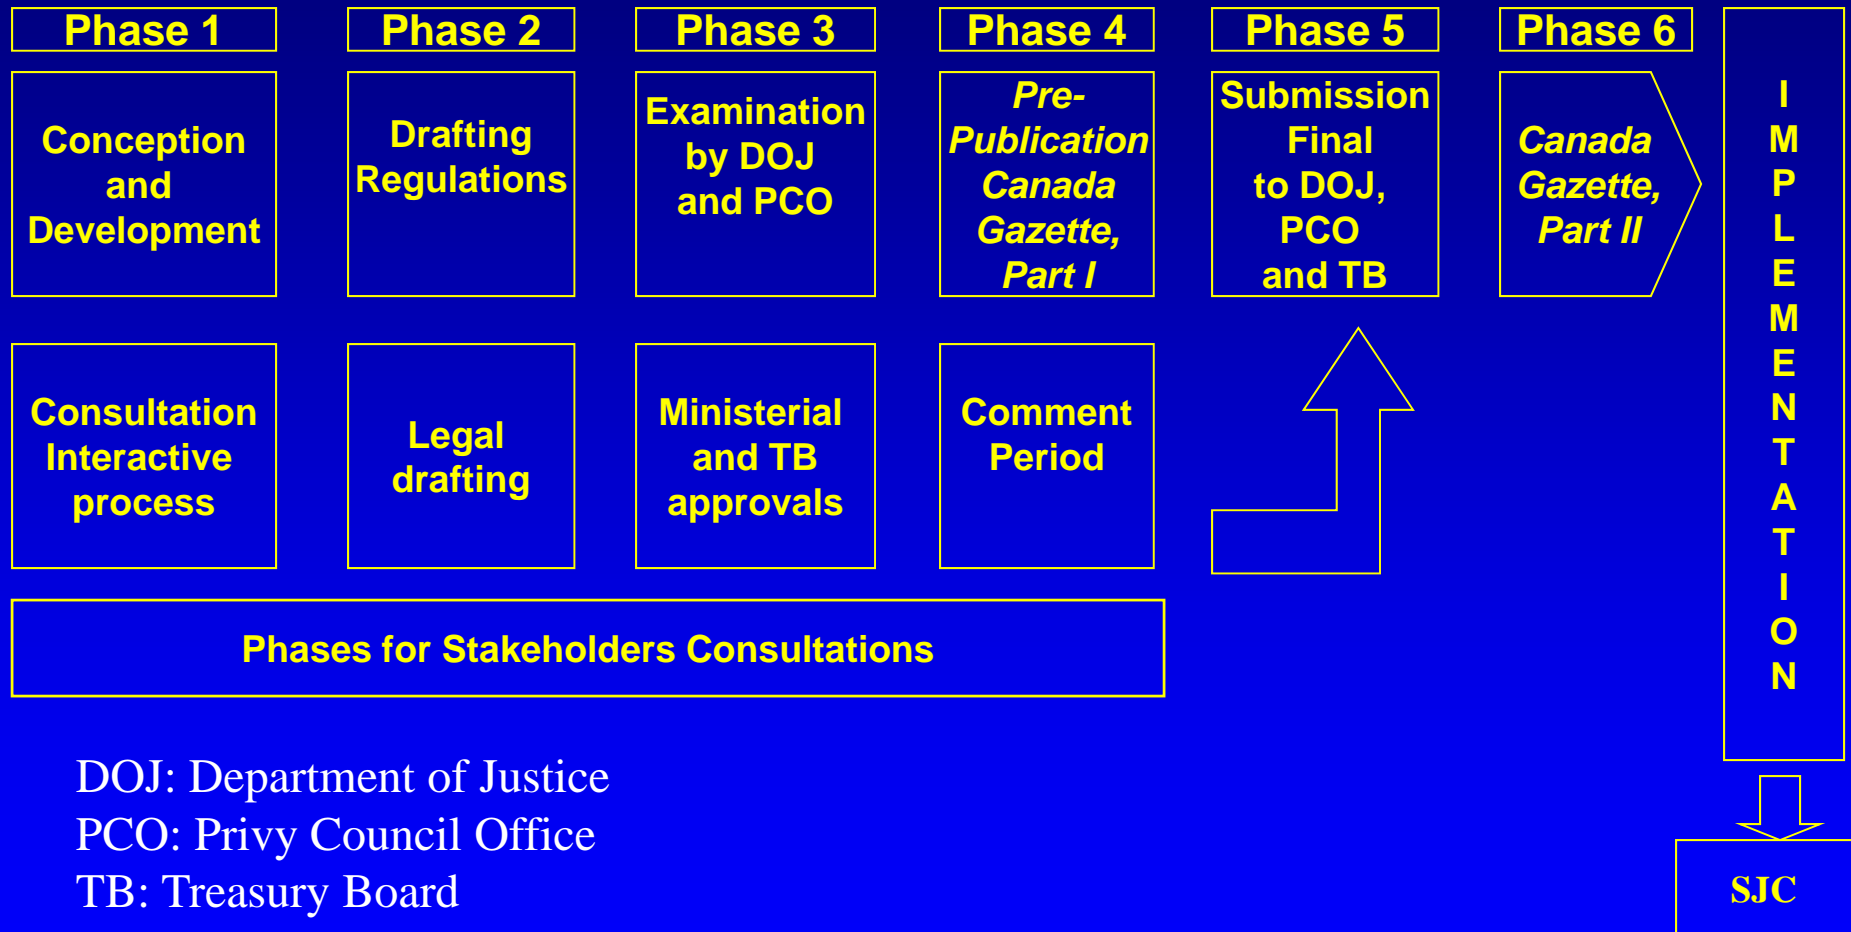 Phase 1
Phase 2
Phase 3
Phase 4
Phase 5
Phase 6
Conception
and
Development
Drafting
Regulations
Examination
by DOJ
and PCO
Pre-
Publication
Canada
Gazette,
Part I
Submission
Final
to DOJ,
PCO
and TB
Canada
Gazette,
Part II
I
M
P
L
E
M
E
N
T
A
T
I
O
N
Consultation
Interactive
process
Legal
drafting
Ministerial
and TB
approvals
Comment
Period
Phases for Stakeholders Consultations
DOJ: Department of Justice
PCO: Privy Council Office
TB: Treasury Board
SJC